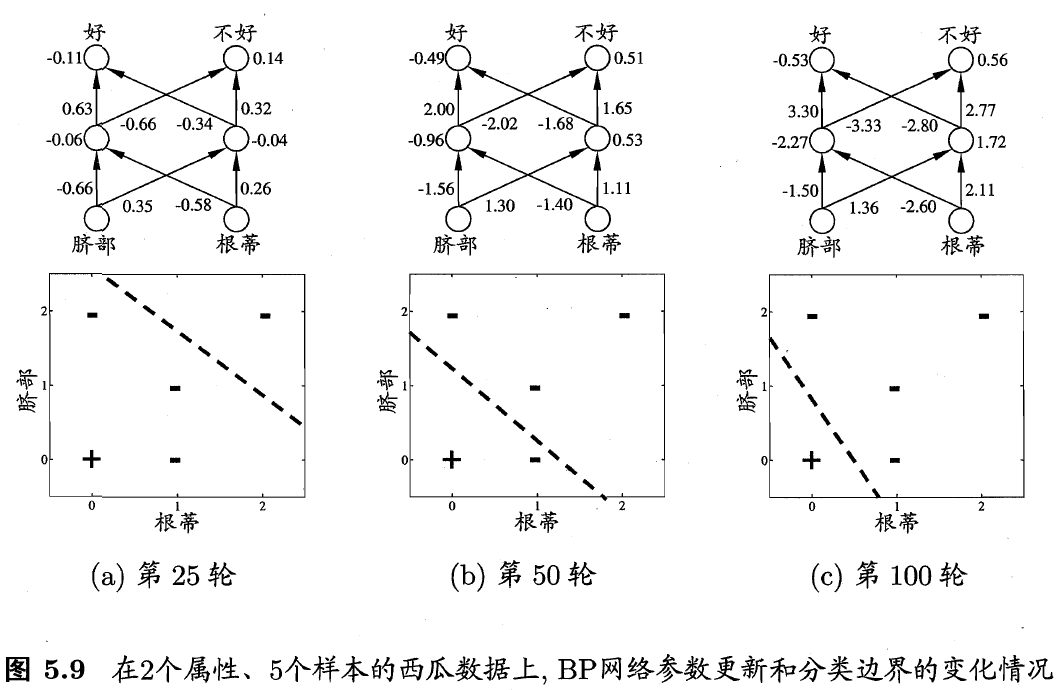 好 不好 好 不好 好 不好
-0.11 0.14 -0.49 0.51 -0.53 0.56
0.63 0.32 2.00 1.65 3.30 2.77
-0.66 -0.34 -2.02 -1.68 -3.33 -2.80
-0.06 -0.04 -0.96 0.53 -2.27 1.72
-0.66 0.26 -1.56 1.11 -1.50 2.11
0.35 -0.58 1.30 -1.40 1.36 -2.60
脐部 根蒂 脐部 根蒂 脐部 根蒂
2 2 2
脐部 脐部 脐部
1 1 1
0 0 0
0 1 2 0 1 2 0 1 2
根蒂 根蒂 根蒂
(a) 第 25 轮 (b) 第 50 轮 (c) 第 100 轮
图 5.9 在2个属性、5个样本的西瓜数据上, BP网络参数更新和分类边界的变化情况